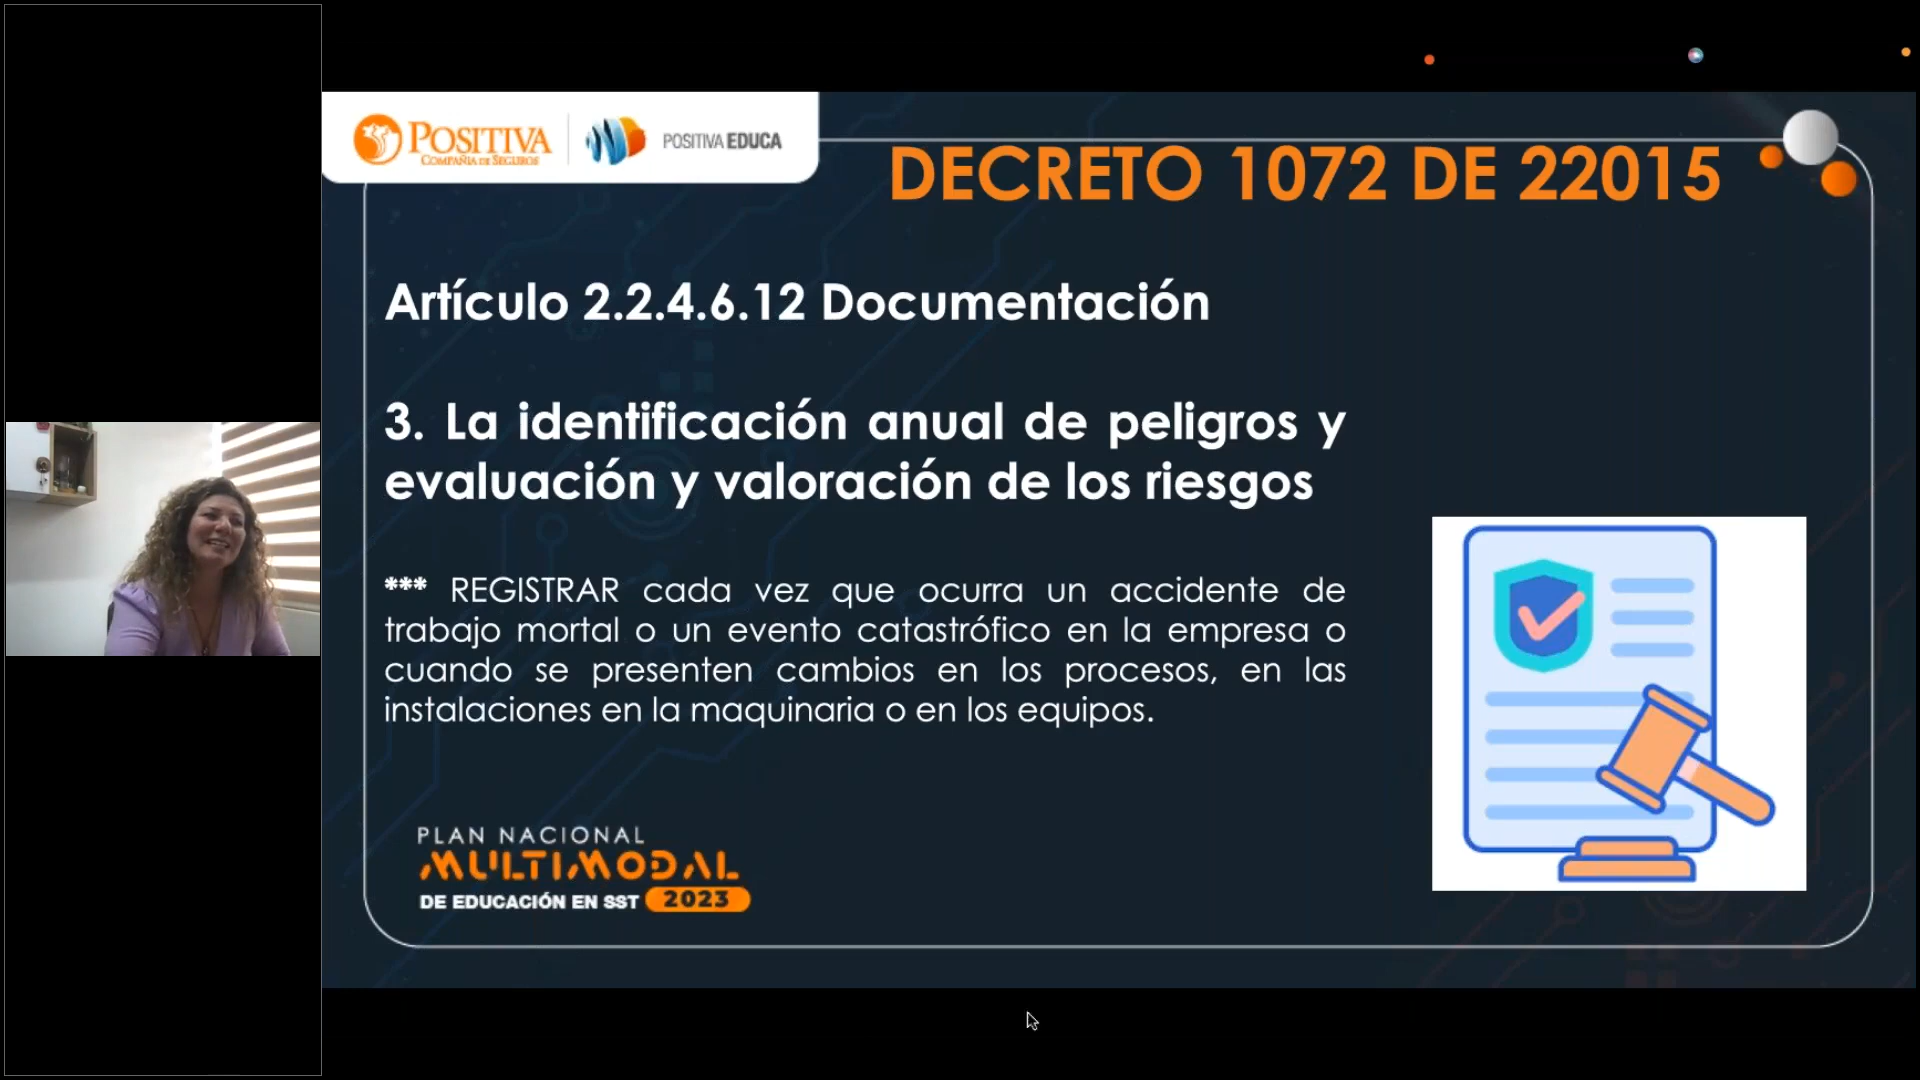 POSITIVA
COMPAÑIA DE SEGUROS
POSITIVA EDUCA
DECRETO 1072 DE 22015
Artículo 2.2.4.6.12 Documentación
3. La identificación anual de peligros y
evaluación y valoración de los riesgos
*** REGISTRAR cada vez que ocurra un accidente de
trabajo mortal o un evento catastrófico en la empresa o
cuando se presenten cambios en los procesos, en las
instalaciones en la maquinaria o en los equipos.
PLAN NACIONAL
MULTIMODAL
DE EDUCACIÓN EN SST 2023